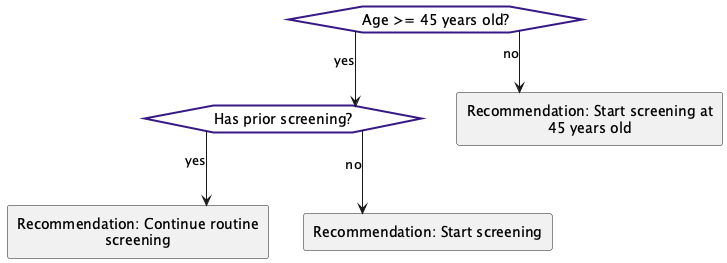 Age >= 45 years old?
yes
no
Has prior screening?
Recommendation: Start screening at
45 years old
yes
no
Recommendation: Continue routine
screening
Recommendation: Start screening